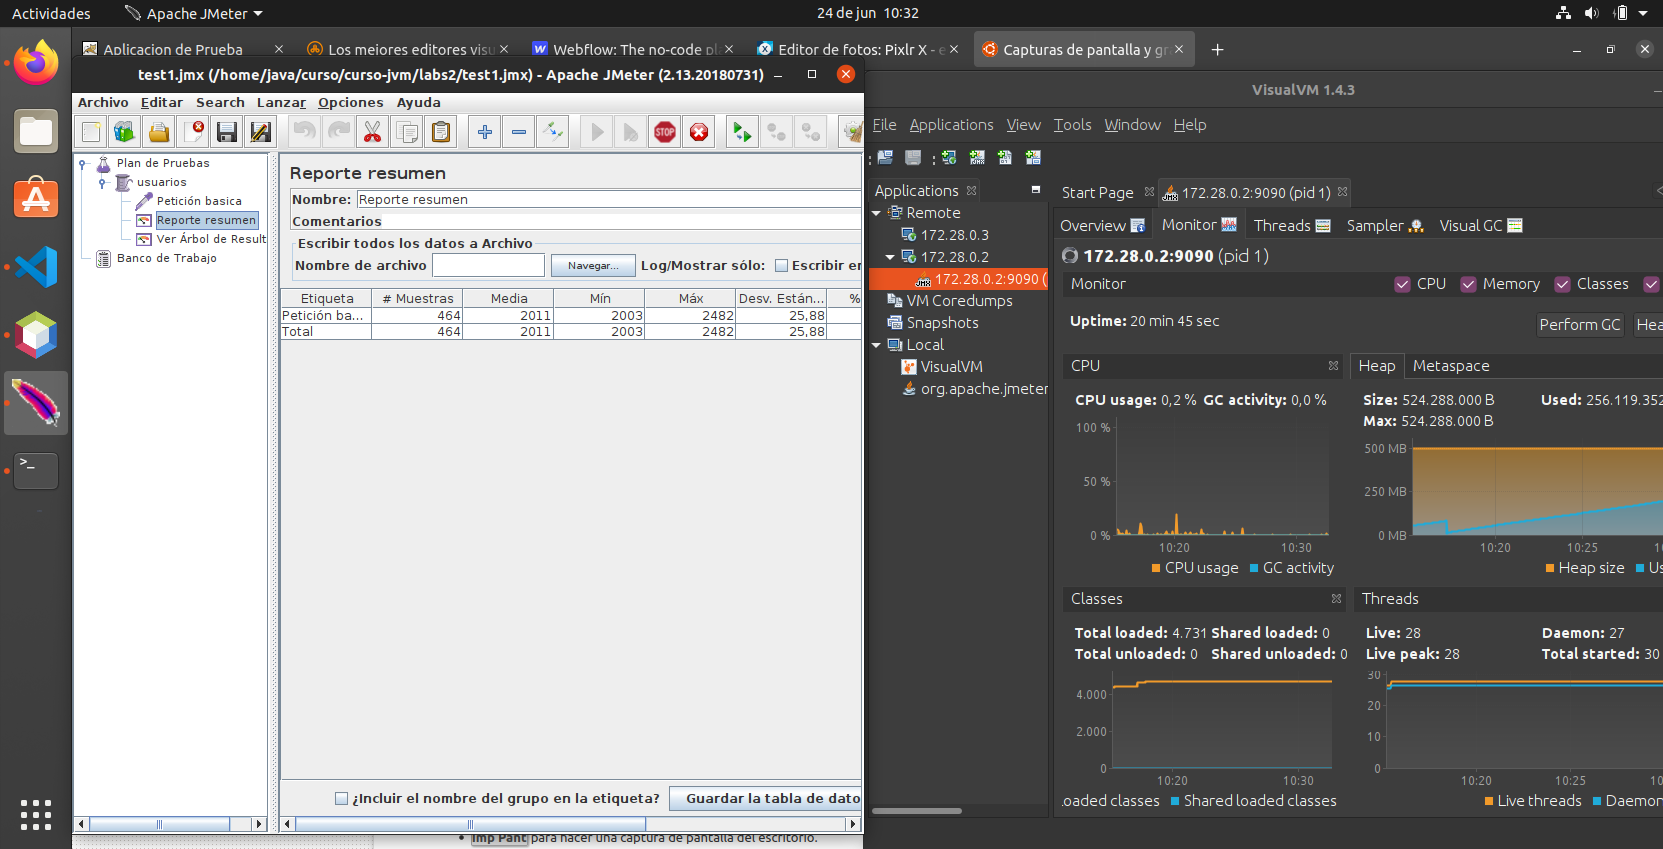 Actividades
Apache JMeter
24 de jun 10:32
Aplicacion de Prueba
Los mejores editores visu
Webflow: The no-code pla
Editor de fotos: Pixlr X - e
Capturas de pantalla y gra
test1.jmx (/home/java/curso/curso-jvm/labs2/test1.jmx) - Apache JMeter (2.13.20180731)
Archivo Editar Search Lanzar Opciones Ayuda
STOP
Plan de Pruebas
usuarios
Petición basica
Reporte resumen
Ver Árbol de Result
Banco de Trabajo
Reporte resumen
Nombre: Reporte resumen
Comentarios
Escribir todos los datos a Archivo
Nombre de archivo Navegar... Log/Mostrar sólo: Escribir en
Etiqueta # Muestras Media Mín Máx Desv. Están... %
Petición ba... 464 2011 2003 2482 25,88
Total 464 2011 2003 2482 25,88
¿Incluir el nombre del grupo en la etiqueta? Guardar la tabla de dato
Imp Pant para hacer una captura de pantalla del escritorio.
VisualVM 1.4.3
File Applications View Tools Window Help
Applications
Remote
172.28.0.3
172.28.0.2
JMX 172.28.0.2:9090 (
VM Coredumps
Snapshots
Local
VisualVM
org.apache.jmeter
Start Page
JMX 172.28.0.2:9090 (pid 1)
Overview Monitor Threads Sampler Visual GC
172.28.0.2:9090 (pid 1)
Monitor CPU Memory Classes
Uptime: 20 min 45 sec
Perform GC Hea
CPU
CPU usage: 0,2 % GC activity: 0,0 %
100 %
50 %
0 %
10:20 10:30
CPU usage GC activity
Heap Metaspace
Size: 524.288.000 B Used: 256.119.352
Max: 524.288.000 B
500 MB
250 MB
0 MB
10:20 10:25 1
Heap size Us
Classes
Total loaded: 4.731 Shared loaded: 0
Total unloaded: 0 Shared unloaded: 0
4.000
2.000
0
10:20 10:30
.oaded classes Shared loaded classes
Threads
Live: 28 Daemon: 27
Live peak: 28 Total started: 30
30
20
10
0
10:20 10:25 10
Live threads Daemon